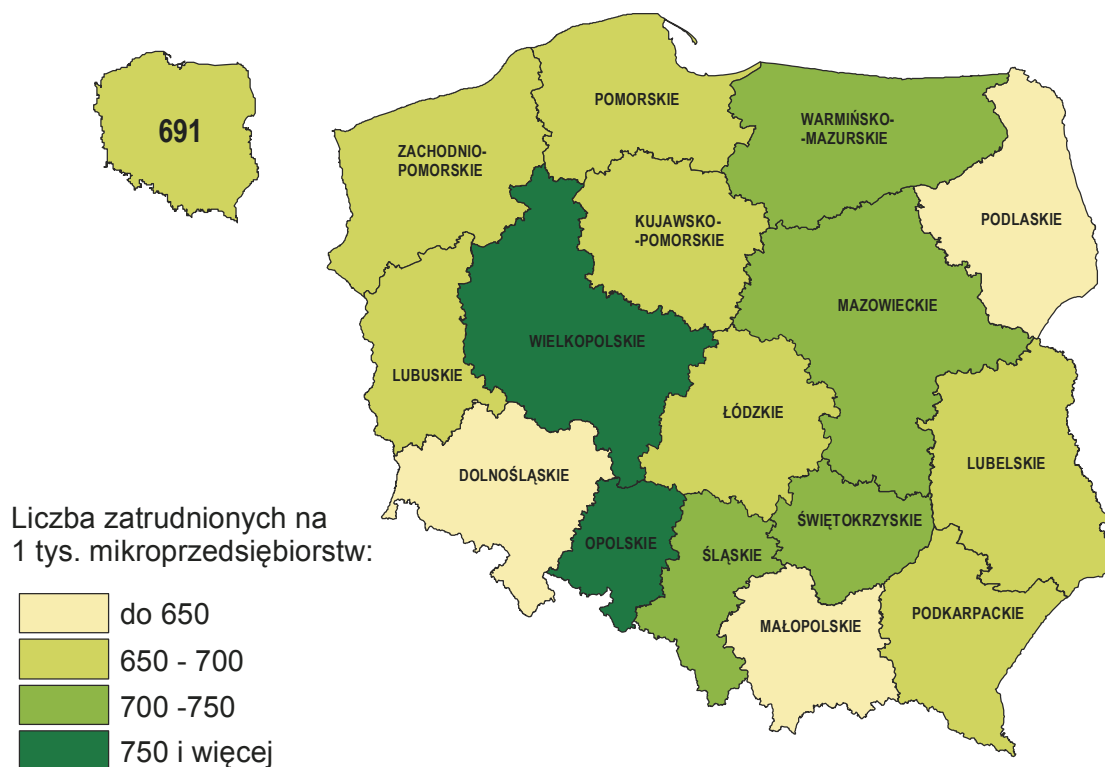 691
POMORSKIE
WARMIŃSKO-
-MAZURSKIE
ZACHODNIO-
POMORSKIE
PODLASKIE
KUJAWSKO-
-POMORSKIE
MAZOWIECKIE
WIELKOPOLSKIE
LUBUSKIE
ŁÓDZKIE
DOLNOŚLĄSKIE
LUBELSKIE
ŚWIĘTOKRZYSKIE
OPOLSKIE
ŚLĄSKIE
PODKARPACKIE
MAŁOPOLSKIE
Liczba zatrudnionych na
1 tys. mikroprzedsiębiorstw:
do 650
650 - 700
700 -750
750 i więcej